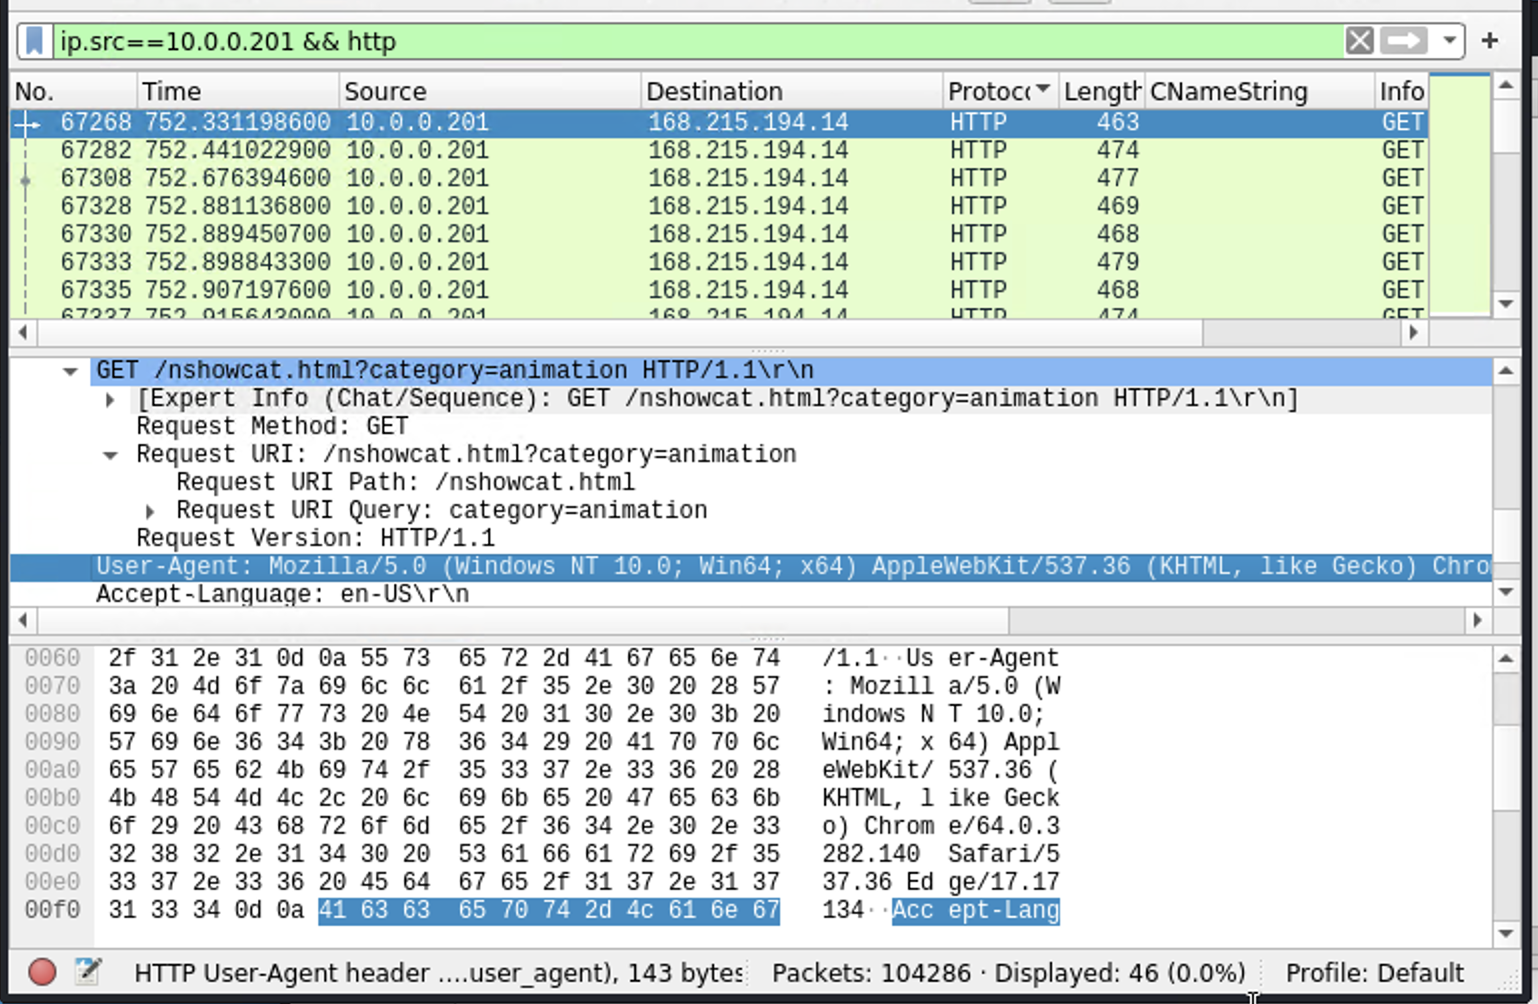 ip.src==10.0.0.201 && http
No. Time Source Destination Protoc Length CNameString Info
67268 752.331198600 10.0.0.201 168.215.194.14 HTTP 463 GET
67282 752.441022900 10.0.0.201 168.215.194.14 HTTP 474 GET
67308 752.676394600 10.0.0.201 168.215.194.14 HTTP 477 GET
67328 752.881136800 10.0.0.201 168.215.194.14 HTTP 469 GET
67330 752.889450700 10.0.0.201 168.215.194.14 HTTP 468 GET
67333 752.898843300 10.0.0.201 168.215.194.14 HTTP 479 GET
67335 752.907197600 10.0.0.201 168.215.194.14 HTTP 468 GET
67337 752.915643000 10.0.0.201 168.215.194.14 HTTP 474 GET
GET /nshowcat.html?category=animation HTTP/1.1\r\n
[Expert Info (Chat/Sequence): GET /nshowcat.html?category=animation HTTP/1.1\r\n]
Request Method: GET
Request URI: /nshowcat.html?category=animation
Request URI Path: /nshowcat.html
Request URI Query: category=animation
Request Version: HTTP/1.1
User-Agent: Mozilla/5.0 (Windows NT 10.0; Win64; x64) AppleWebKit/537.36 (KHTML, like Gecko) Chro
Accept-Language: en-US\r\n
0060 2f 31 2e 31 0d 0a 55 73 65 72 2d 41 67 65 6e 74 /1.1··Us er-Agent
0070 3a 20 4d 6f 7a 69 6c 6c 61 2f 35 2e 30 20 28 57 : Mozill a/5.0 (W
0080 69 6e 64 6f 77 73 20 4e 54 20 31 30 2e 30 3b 20 indows N T 10.0;
0090 57 69 6e 36 34 3b 20 78 36 34 29 20 41 70 70 6c Win64; x 64) Appl
00a0 65 57 65 62 4b 69 74 2f 35 33 37 2e 33 36 20 28 eWebKit/ 537.36 (
00b0 4b 48 54 4d 4c 2c 20 6c 69 6b 65 20 47 65 63 6b KHTML, l ike Geck
00c0 6f 29 20 43 68 72 6f 6d 65 2f 36 34 2e 30 2e 33 o) Chrom e/64.0.3
00d0 32 38 32 2e 31 34 30 20 53 61 66 61 72 69 2f 35 282.140 Safari/5
00e0 33 37 2e 33 36 20 45 64 67 65 2f 31 37 2e 31 37 37.36 Ed ge/17.17
00f0 31 33 34 0d 0a 41 63 63 65 70 74 2d 4c 61 6e 67 134··Acc ept-Lang
HTTP User-Agent header ....user_agent), 143 bytes Packets: 104286 · Displayed: 46 (0.0%) Profile: Default